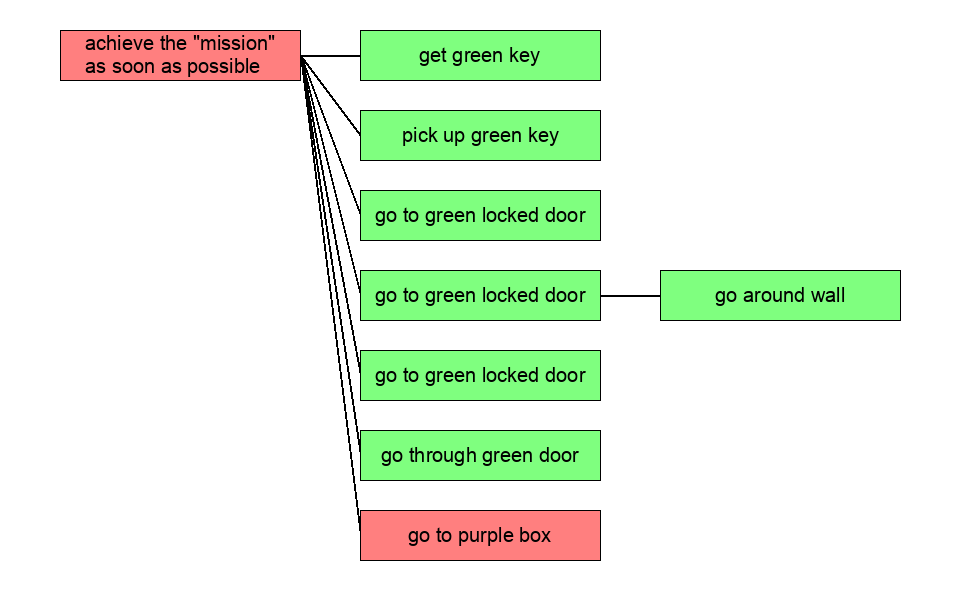 achieve the "mission"
as soon as possible
get green key
pick up green key
go to green locked door
go to green locked door
go around wall
go to green locked door
go through green door
go to purple box